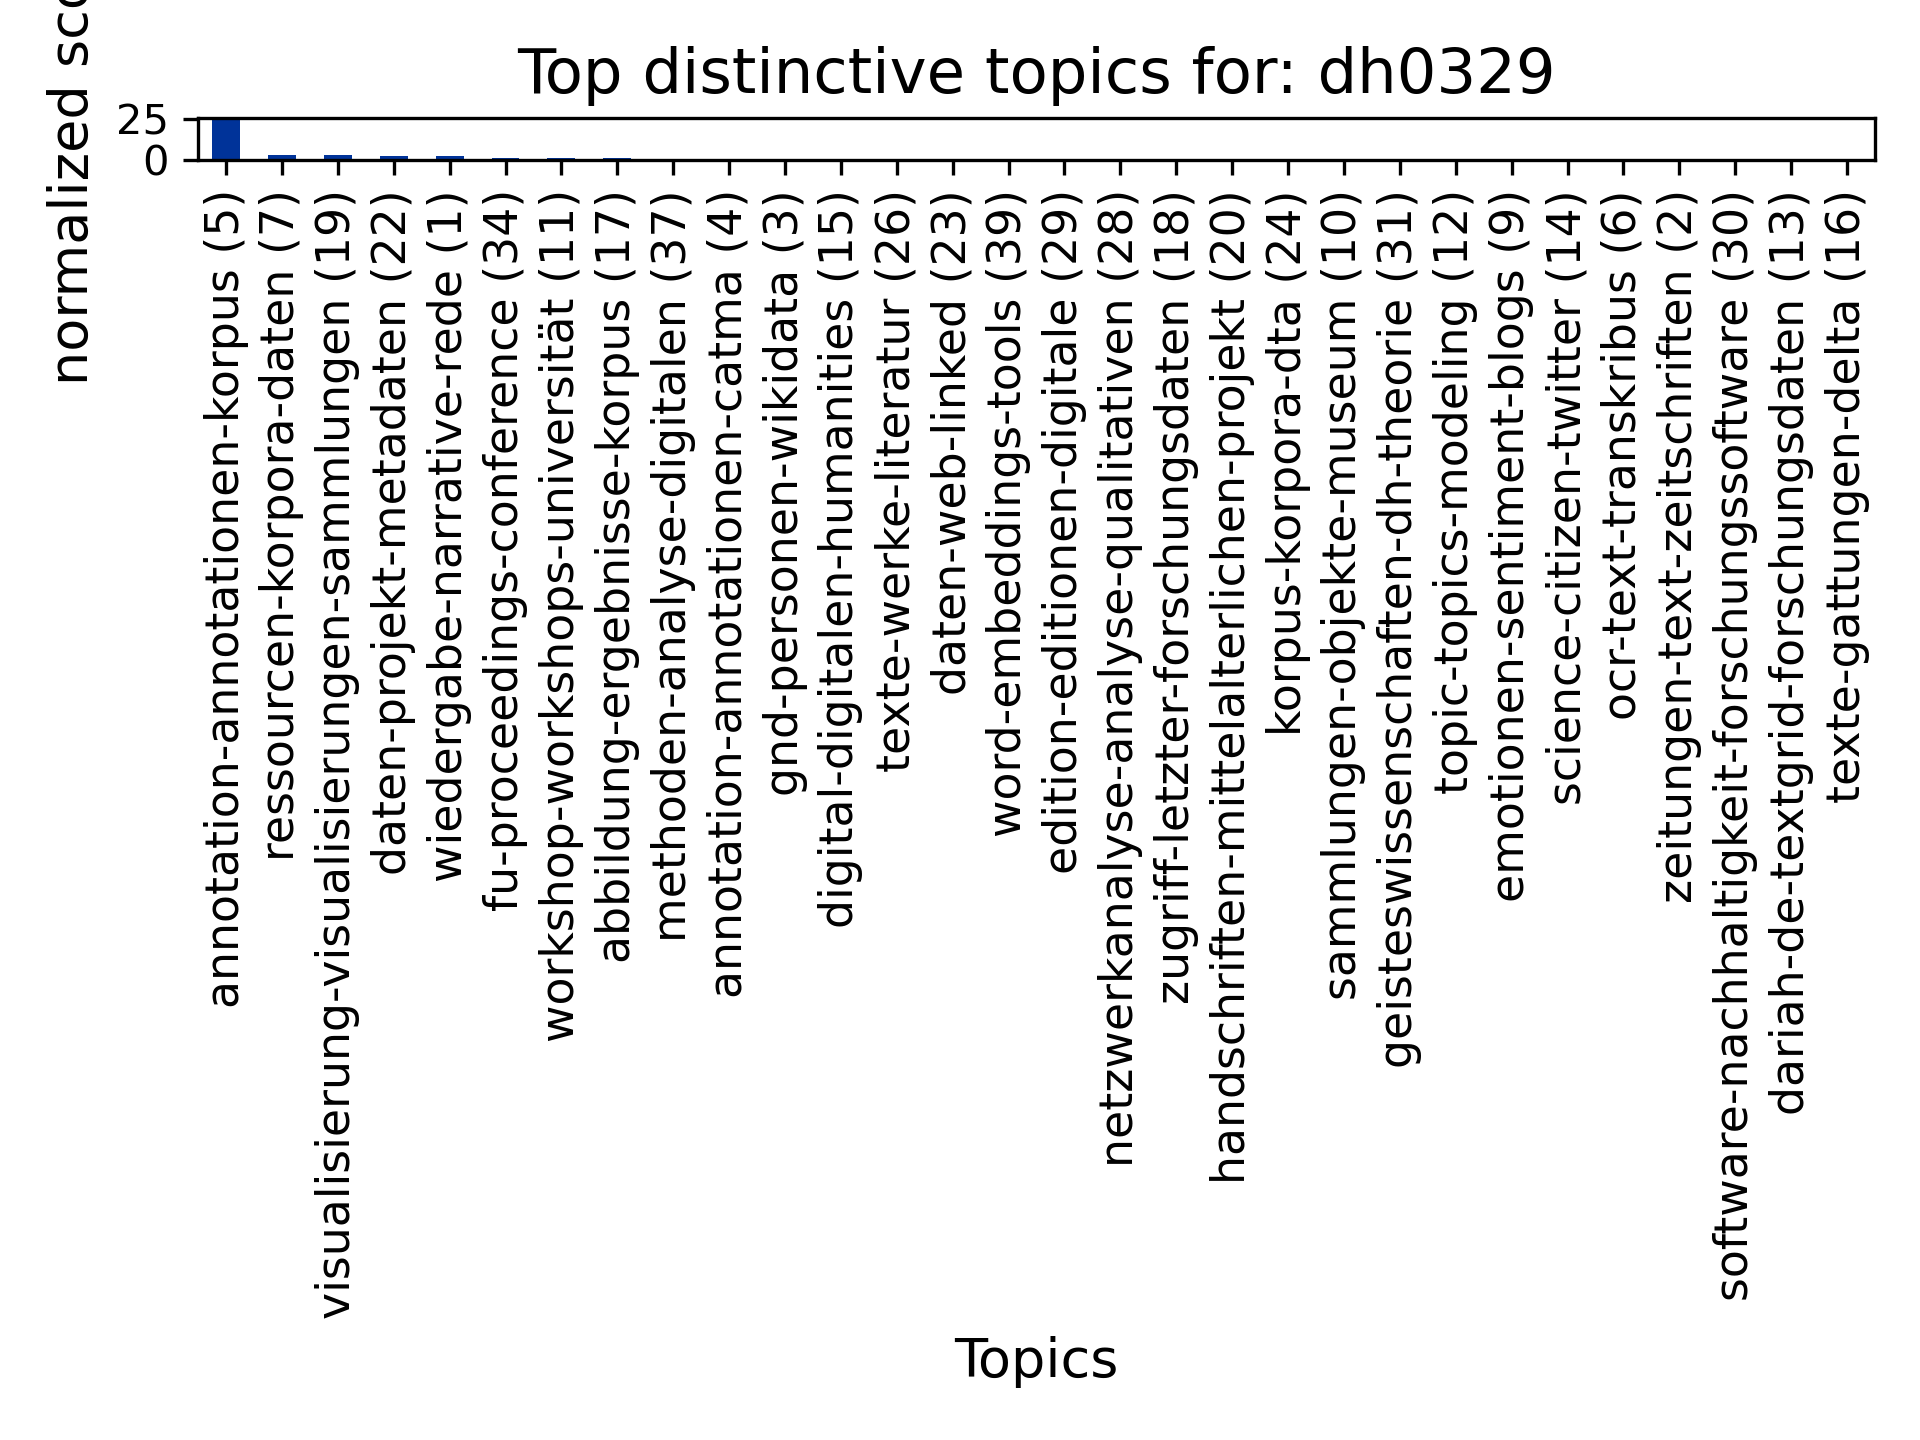 Top distinctive topics for: dh0329
normalized sco
25
0
annotation-annotationen-korpus (5)
ressourcen-korpora-daten (7)
visualisierung-visualisierungen-sammlungen (19)
daten-projekt-metadaten (22)
wiedergabe-narrative-rede (1)
fu-proceedings-conference (34)
workshop-workshops-universität (11)
abbildung-ergebnisse-korpus (17)
methoden-analyse-digitalen (37)
annotation-annotationen-catma (4)
gnd-personen-wikidata (3)
digital-digitalen-humanities (15)
texte-werke-literatur (26)
daten-web-linked (23)
word-embeddings-tools (39)
edition-editionen-digitale (29)
netzwerkanalyse-analyse-qualitativen (28)
zugriff-letzter-forschungsdaten (18)
handschriften-mittelalterlichen-projekt (20)
korpus-korpora-dta (24)
sammlungen-objekte-museum (10)
geisteswissenschaften-dh-theorie (31)
topic-topics-modeling (12)
emotionen-sentiment-blogs (9)
science-citizen-twitter (14)
ocr-text-transkribus (6)
zeitungen-text-zeitschriften (2)
software-nachhaltigkeit-forschungssoftware (30)
dariah-de-textgrid-forschungsdaten (13)
texte-gattungen-delta (16)
Topics